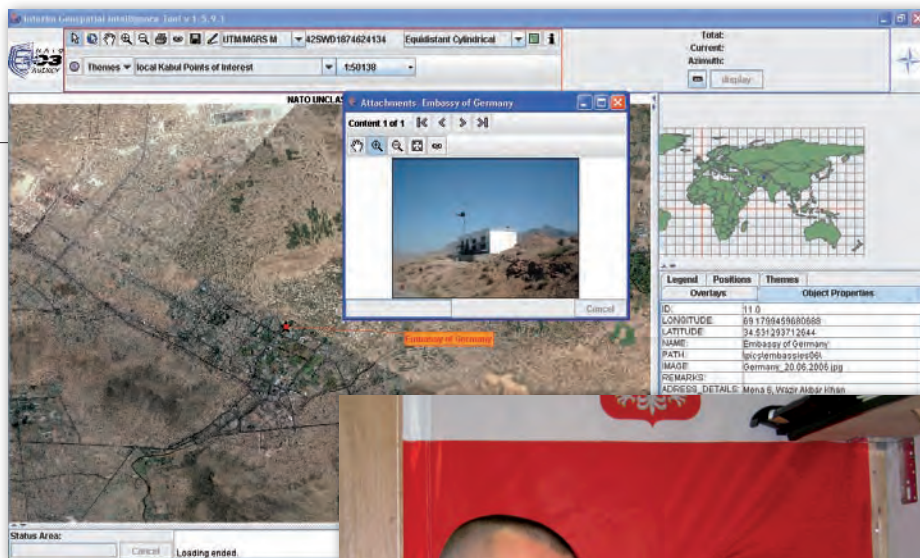 Interim Geospatial Intelligence Tool v 1.5.9.1
NATO
C3
AGENCY
UTM/MGRS M
42SWD1874624134
Equidistant Cylindrical
Total:
Current:
Azimuth:
display
Themes
local Kabul Points of Interest
1:50138
NATO UNCLAS
Attachments Embassy of Germany
Content 1 of 1
Cancel
Embassy of Germany
Legend
Positions
Themes
Overlays
Object Properties
ID: 11.0
LONGITUDE: 69.1799459680688
LATITUDE: 34.531293712644
NAME: Embassy of Germany
PATH: \pics\embassies06\
IMAGE: Germany_20.06.2006.jpg
REMARKS:
ADRESS_DETAILS: Mena 6, Wazir Akbar Khan
Status Area:
Cancel
Loading ended.